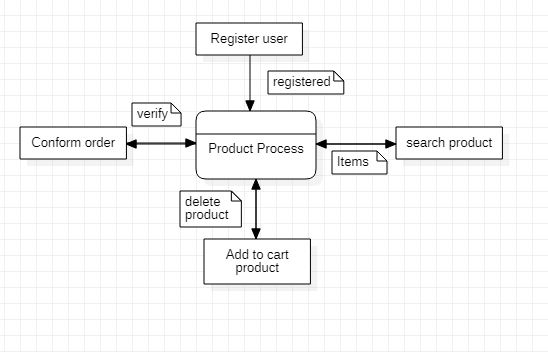 Register user
registered
verify
Conform order
Product Process
search product
Items
delete
product
Add to cart
product